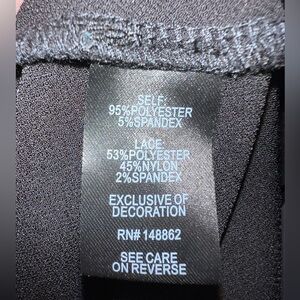 SELF:
95%POLYESTER
5%SPANDEX
LACE:
53%POLYESTER
45%NYLON
2%SPANDEX
EXCLUSIVE OF
DECORATION
RN# 148862
SEE CARE
ON REVERSE